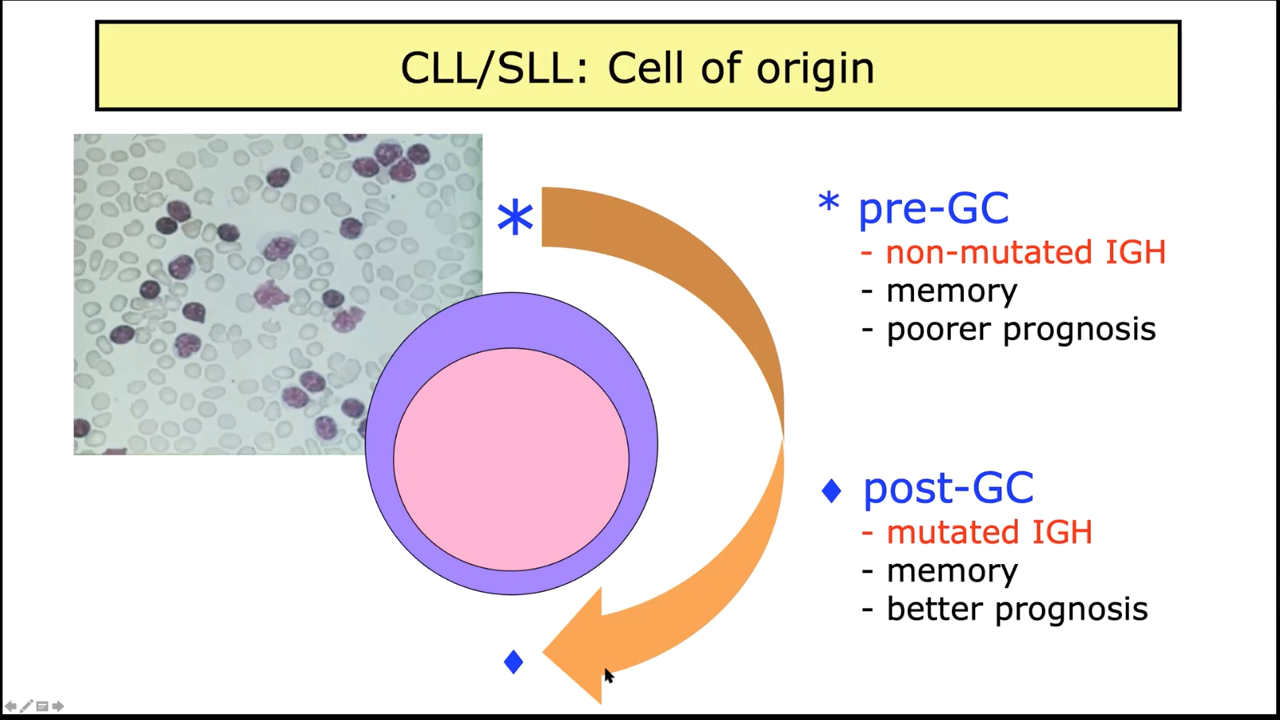 CLL/SLL: Cell of origin
*
* pre-GC
- non-mutated IGH
- memory
- poorer prognosis
♦ post-GC
- mutated IGH
- memory
- better prognosis
♦